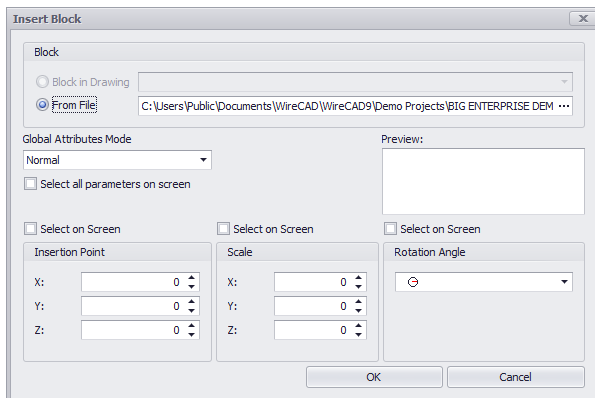 Insert Block
Block
Block in Drawing
From File C:\Users\Public\Documents\WireCAD\WireCAD9\Demo Projects\BIG ENTERPRISE DEM ...
Global Attributes Mode Preview:
Normal
Select all parameters on screen
Select on Screen Select on Screen Select on Screen
Insertion Point Scale Rotation Angle
X: 0 X: 0
Y: 0 Y: 0
Z: 0 Z: 0
OK Cancel